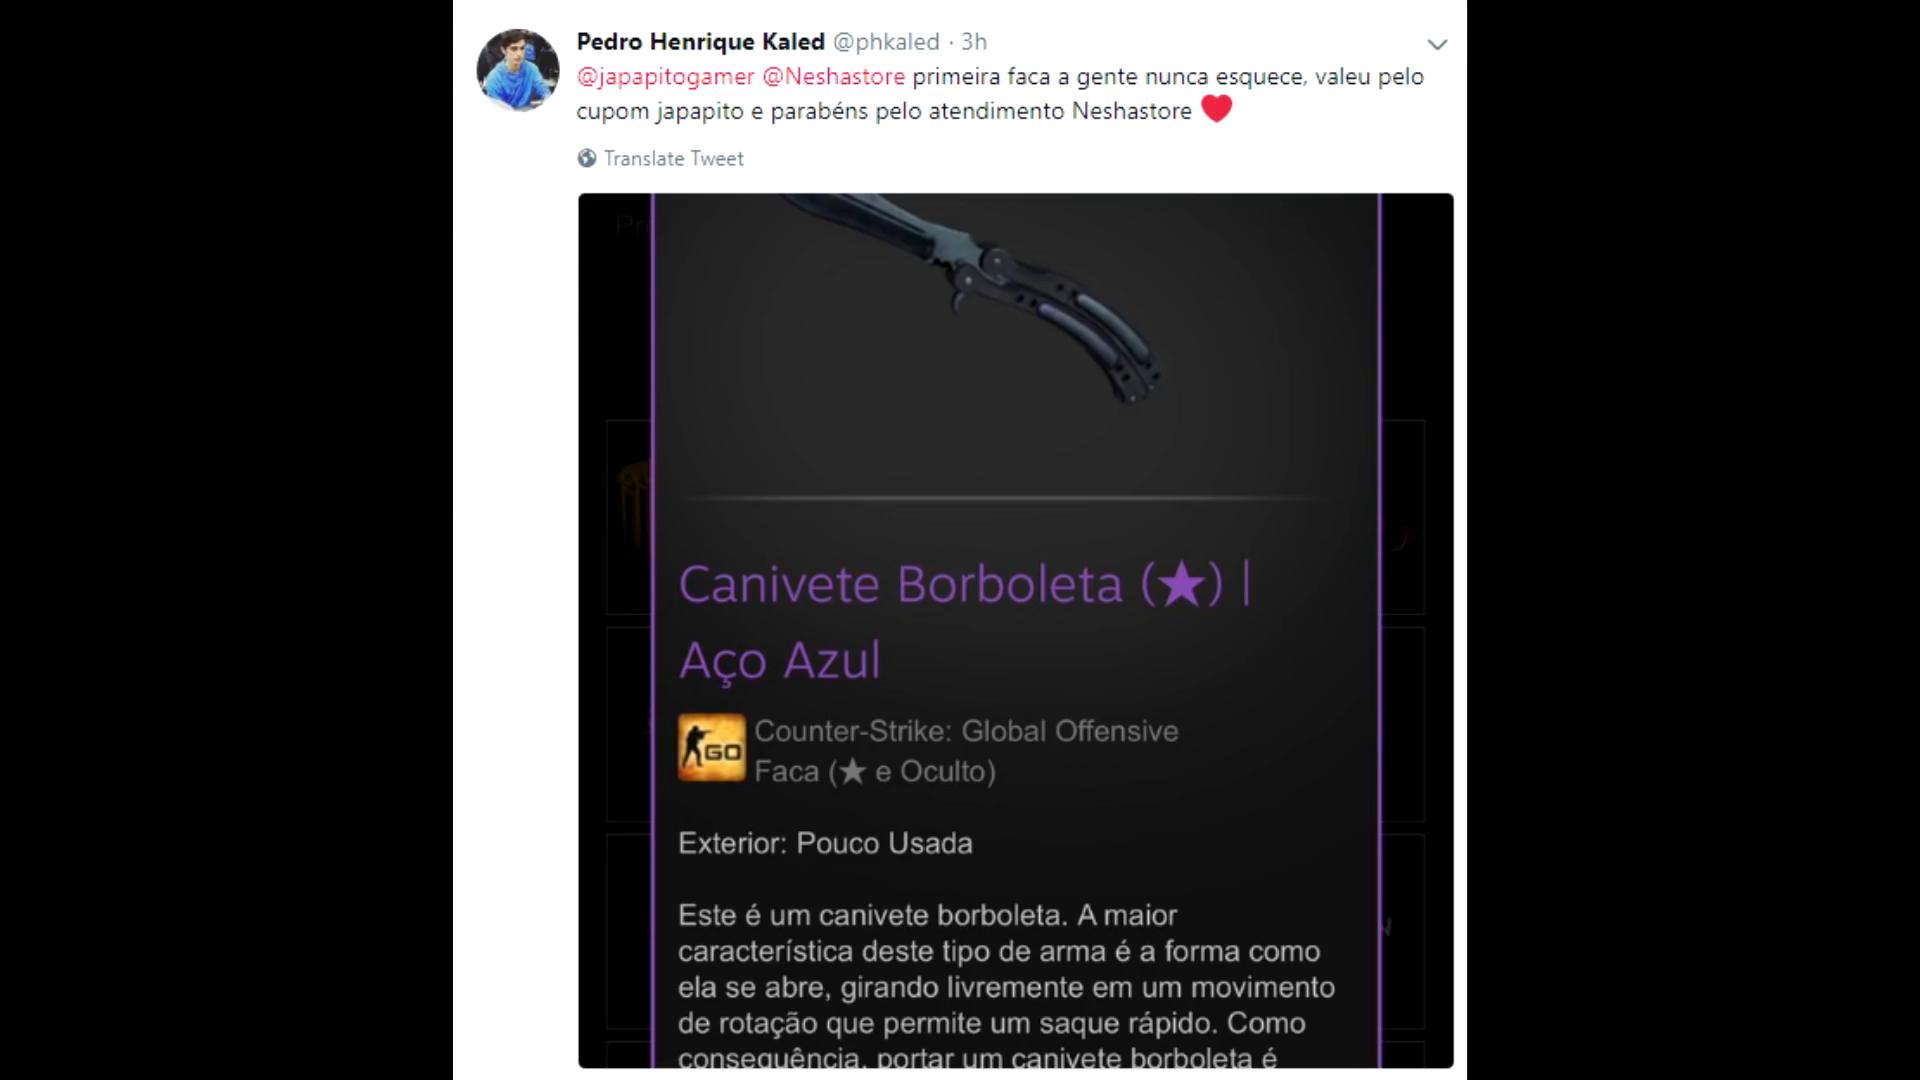 Pedro Henrique Kaled @phkaled · 3h
@japapitogamer @Neshastore primeira faca a gente nunca esquece, valeu pelo
cupom japapito e parabéns pelo atendimento Neshastore ❤
Translate Tweet
Canivete Borboleta (★) |
Aço Azul
GO
Counter-Strike: Global Offensive
Faca (★ e Oculto)
Exterior: Pouco Usada
Este é um canivete borboleta. A maior
característica deste tipo de arma é a forma como
ela se abre, girando livremente em um movimento
de rotação que permite um saque rápido. Como
consequência, portar um canivete borboleta é